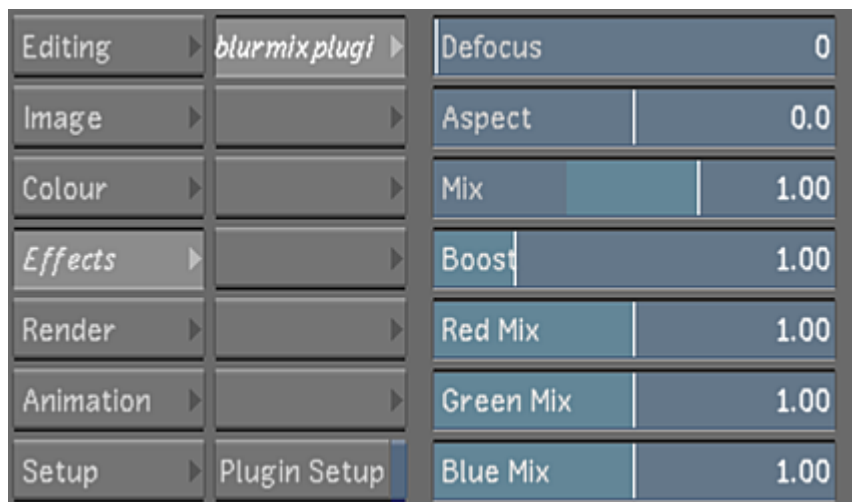 Editing blurmixplugi Defocus 0
Image Aspect 0.0
Colour Mix 1.00
Effects Boost 1.00
Render Red Mix 1.00
Animation Green Mix 1.00
Setup Plugin Setup Blue Mix 1.00